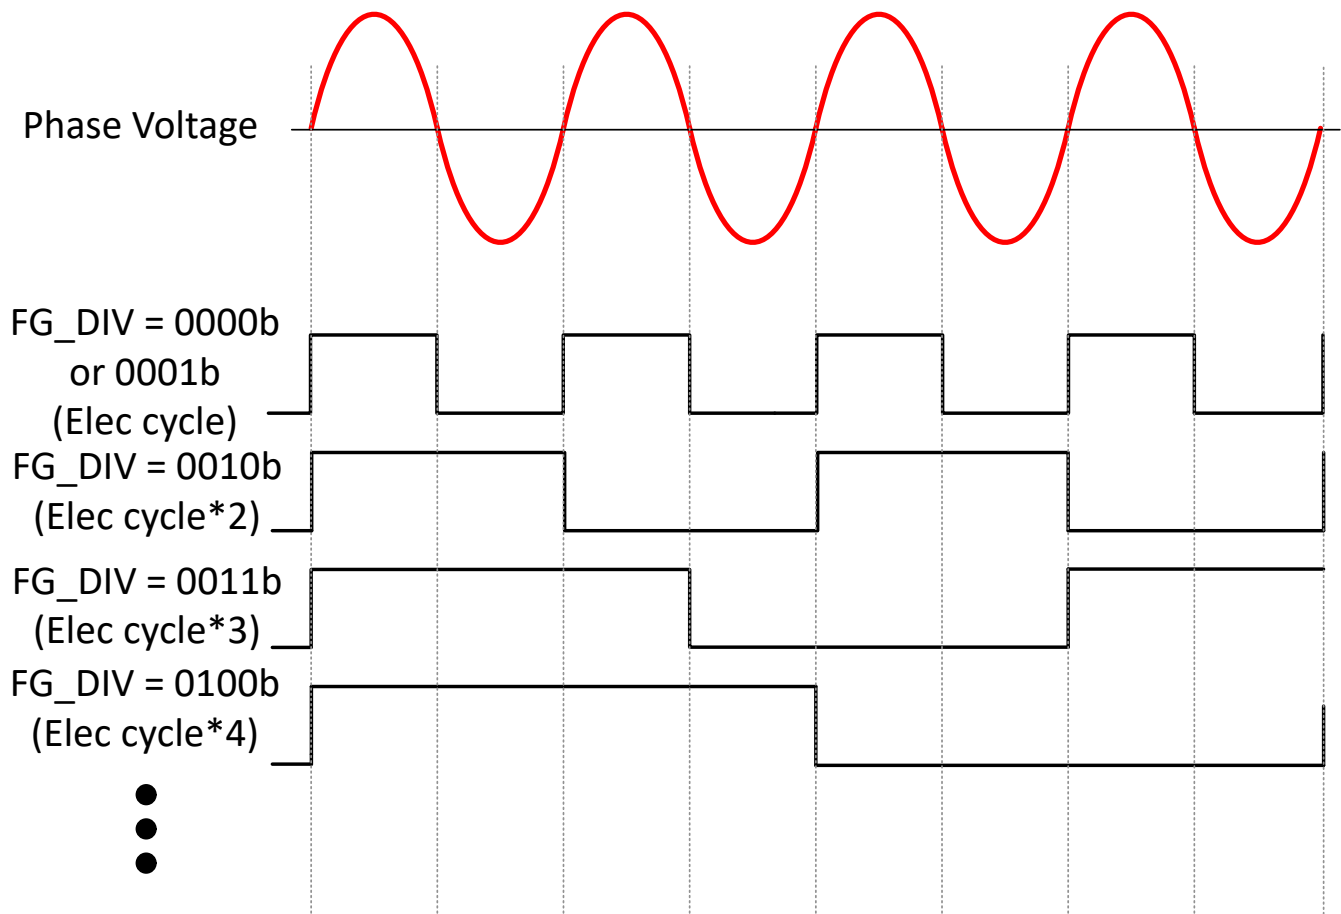 Phase Voltage
FG_DIV = 0000b
or 0001b
(Elec cycle)
FG_DIV = 0010b
(Elec cycle*2)
FG_DIV = 0011b
(Elec cycle*3)
FG_DIV = 0100b
(Elec cycle*4)